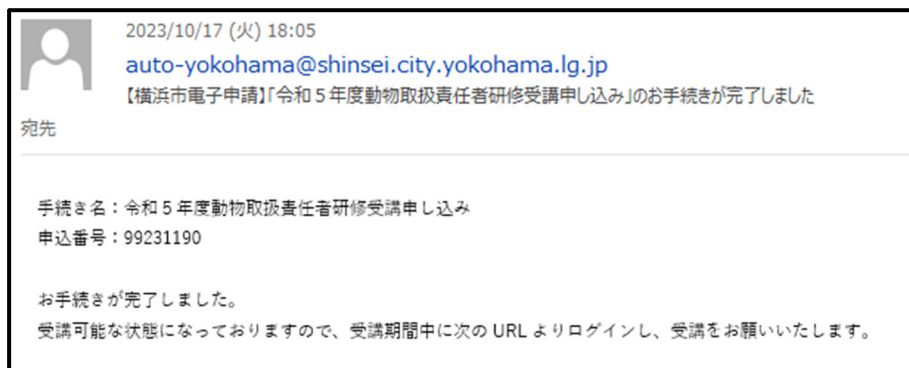 2023/10/17 (火) 18:05
auto-yokohama@shinsei.city.yokohama.lg.jp
【横浜市電子申請】「令和５年度動物取扱責任者研修受講申し込み」のお手続きが完了しました
宛先
手続き名：令和５年度動物取扱責任者研修受講申し込み
申込番号：99231190
お手続きが完了しました。
受講可能な状態になっておりますので、受講期間中に次の URL よりログインし、受講をお願いいたします。